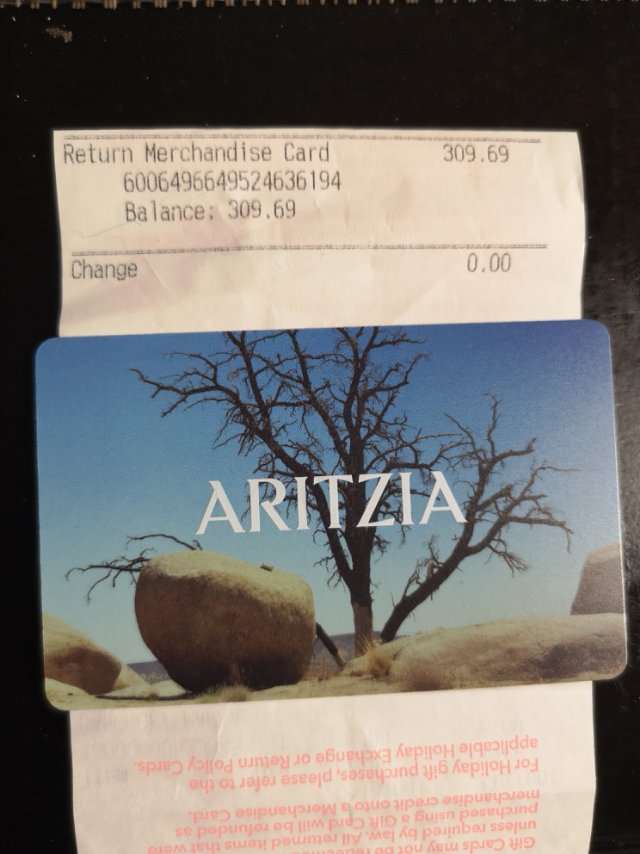 Return Merchandise Card 309.69
6006496649524636194
Balance: 309.69
Change 0.00
ARITZIA
For Holiday gift purchases, please refer to the
applicable Holiday Exchange or Return Policy Cards.
Gift Cards may not be
unless required by law. All returned items that were
purchased using a Gift Card will be refunded as
merchandise credit onto a Merchandise Card.